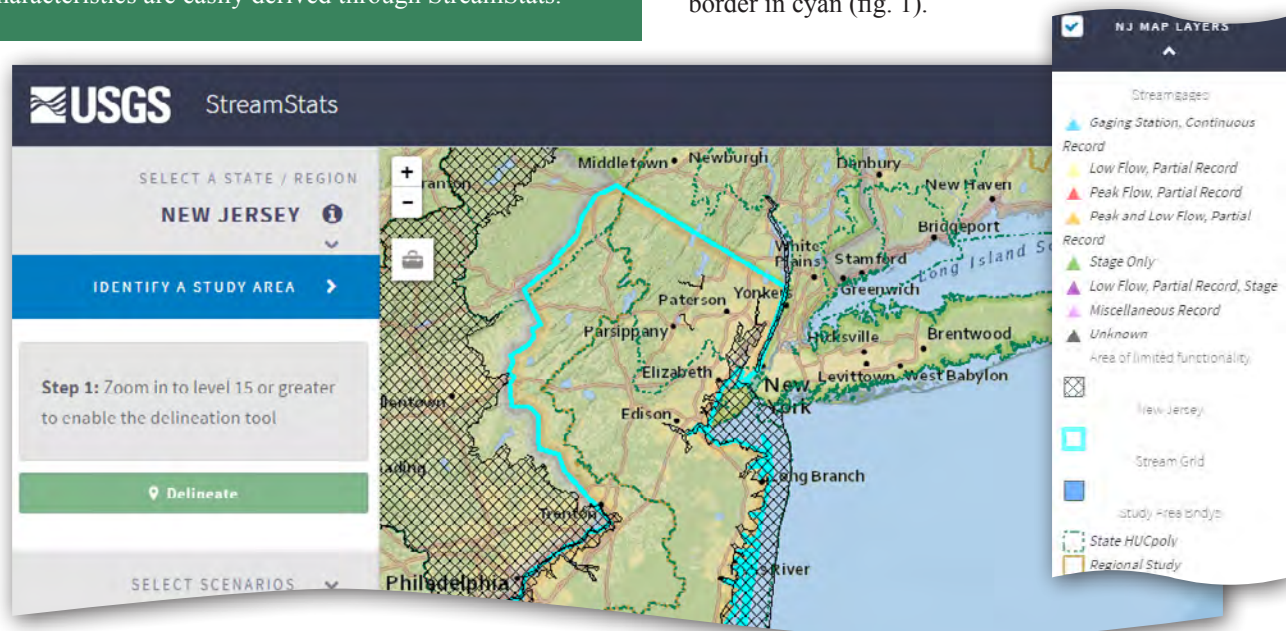 characteristics are easily derived through StreamStats.
border in cyan (fig. 1).
USGS StreamStats
SELECT A STATE / REGION
NEW JERSEY
IDENTIFY A STUDY AREA
Step 1: Zoom in to level 15 or greater
to enable the delineation tool
Delineate
SELECT SCENARIOS
+
-
Middletown
Newburgh
Danbury
New Haven
Bridgeport
White
Plains
Stamford
Long Island
Greenwich
Yonkers
Paterson
Parsippany
Hicksville
Brentwood
Elizabeth
New
York
Levittown
West Babylon
Edison
Long Branch
Trenton
River
Philadelphia
NJ MAP LAYERS
Streamgages
Gaging Station, Continuous
Record
Low Flow, Partial Record
Peak Flow, Partial Record
Peak and Low Flow, Partial
Record
Stage Only
Low Flow, Partial Record, Stage
Miscellaneous Record
Unknown
Area of limited functionality
New Jersey
Stream Grid
Study Area Bndys
State HUCpoly
Regional Study